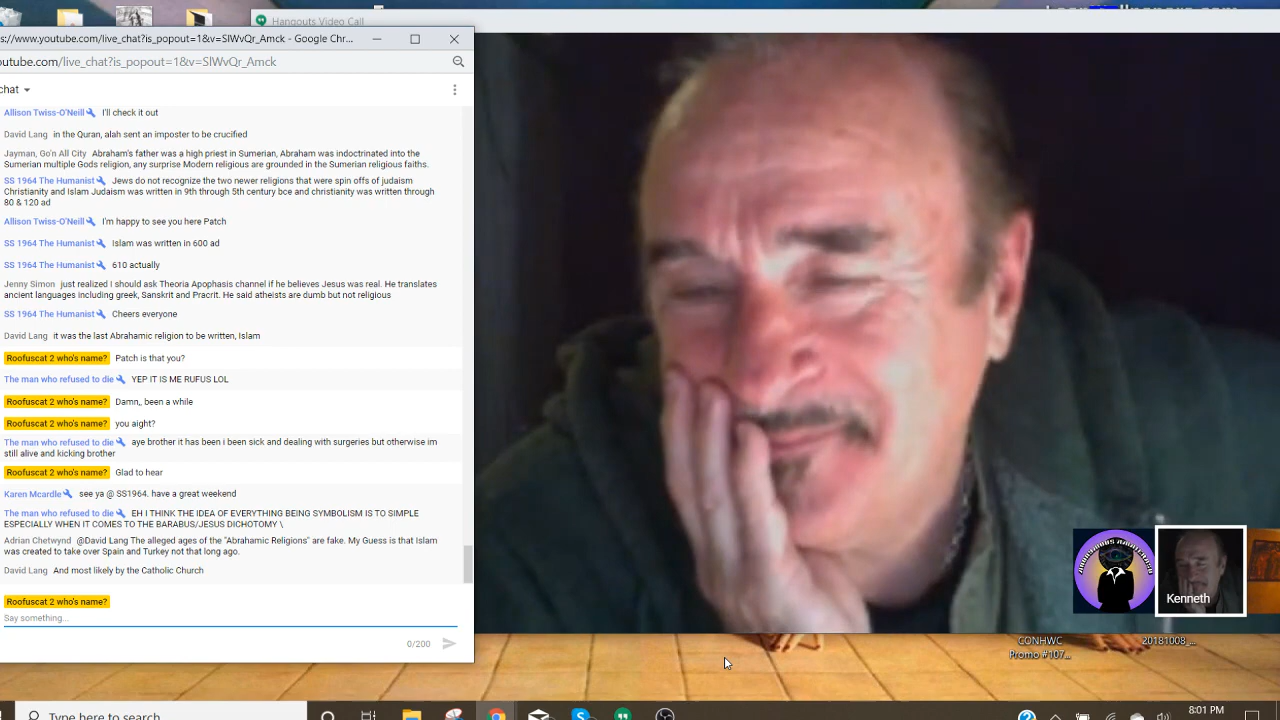 Hangouts Video Call
s://www.youtube.com/live_chat?is_popout=1&v=SlWvQr_Amck - Google Chr...
outube.com/live_chat?is_popout=1&v=SlWvQr_Amck
chat
Allison Twiss-O'Neill I'll check it out
David Lang in the Quran, alah sent an imposter to be crucified
Jayman, Go'n All City Abraham's father was a high priest in Sumerian, Abraham was indoctrinated into the
Sumerian multiple Gods religion, any surprise Modern religious are grounded in the Sumerian religious faiths.
SS 1964 The Humanist Jews do not recognize the two newer religions that were spin offs of judaism
Christianity and Islam Judaism was written in 9th through 5th century bce and christianity was written through
80 & 120 ad
Allison Twiss-O'Neill I'm happy to see you here Patch
SS 1964 The Humanist Islam was written in 600 ad
SS 1964 The Humanist 610 actually
Jenny Simon just realized I should ask Theoria Apophasis channel if he believes Jesus was real. He translates
ancient languages including greek, Sanskrit and Pracrit. He said atheists are dumb but not religious
SS 1964 The Humanist Cheers everyone
David Lang it was the last Abrahamic religion to be written, Islam
Roofuscat 2 who's name? Patch is that you?
The man who refused to die YEP IT IS ME RUFUS LOL
Roofuscat 2 who's name? Damn,, been a while
Roofuscat 2 who's name? you aight?
The man who refused to die aye brother it has been i been sick and dealing with surgeries but otherwise im
still alive and kicking brother
Roofuscat 2 who's name? Glad to hear
Karen Mcardle see ya @ SS1964. have a great weekend
The man who refused to die EH I THINK THE IDEA OF EVERYTHING BEING SYMBOLISM IS TO SIMPLE
ESPECIALLY WHEN IT COMES TO THE BARABUS/JESUS DICHOTOMY \
Adrian Chetwynd @David Lang The alleged ages of the "Abrahamic Religions" are fake. My Guess is that Islam
was created to take over Spain and Turkey not that long ago.
David Lang And most likely by the Catholic Church
Roofuscat 2 who's name?
Say something...
0/200
Kenneth
CONHWC
Promo #107...
20181008_...
Type here to search
8:01 PM